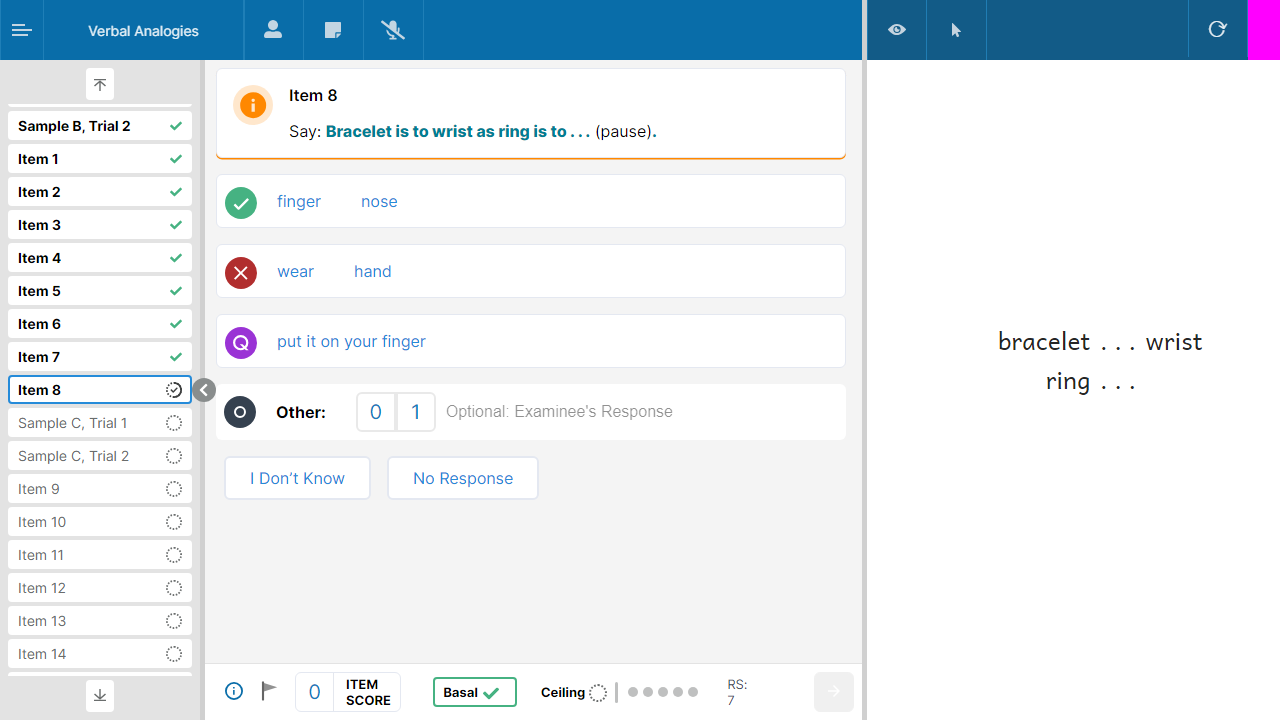 Verbal Analogies
Sample B, Trial 2
Item 1
Item 2
Item 3
Item 4
Item 5
Item 6
Item 7
Item 8
Sample C, Trial 1
Sample C, Trial 2
Item 9
Item 10
Item 11
Item 12
Item 13
Item 14
Item 8
Say: Bracelet is to wrist as ring is to . . . (pause).
finger nose
wear hand
Q put it on your finger
Other: 0 1 Optional: Examinee's Response
I Don’t Know No Response
0 ITEM SCORE
Basal
Ceiling
RS:
7
bracelet . . . wrist
ring . . .